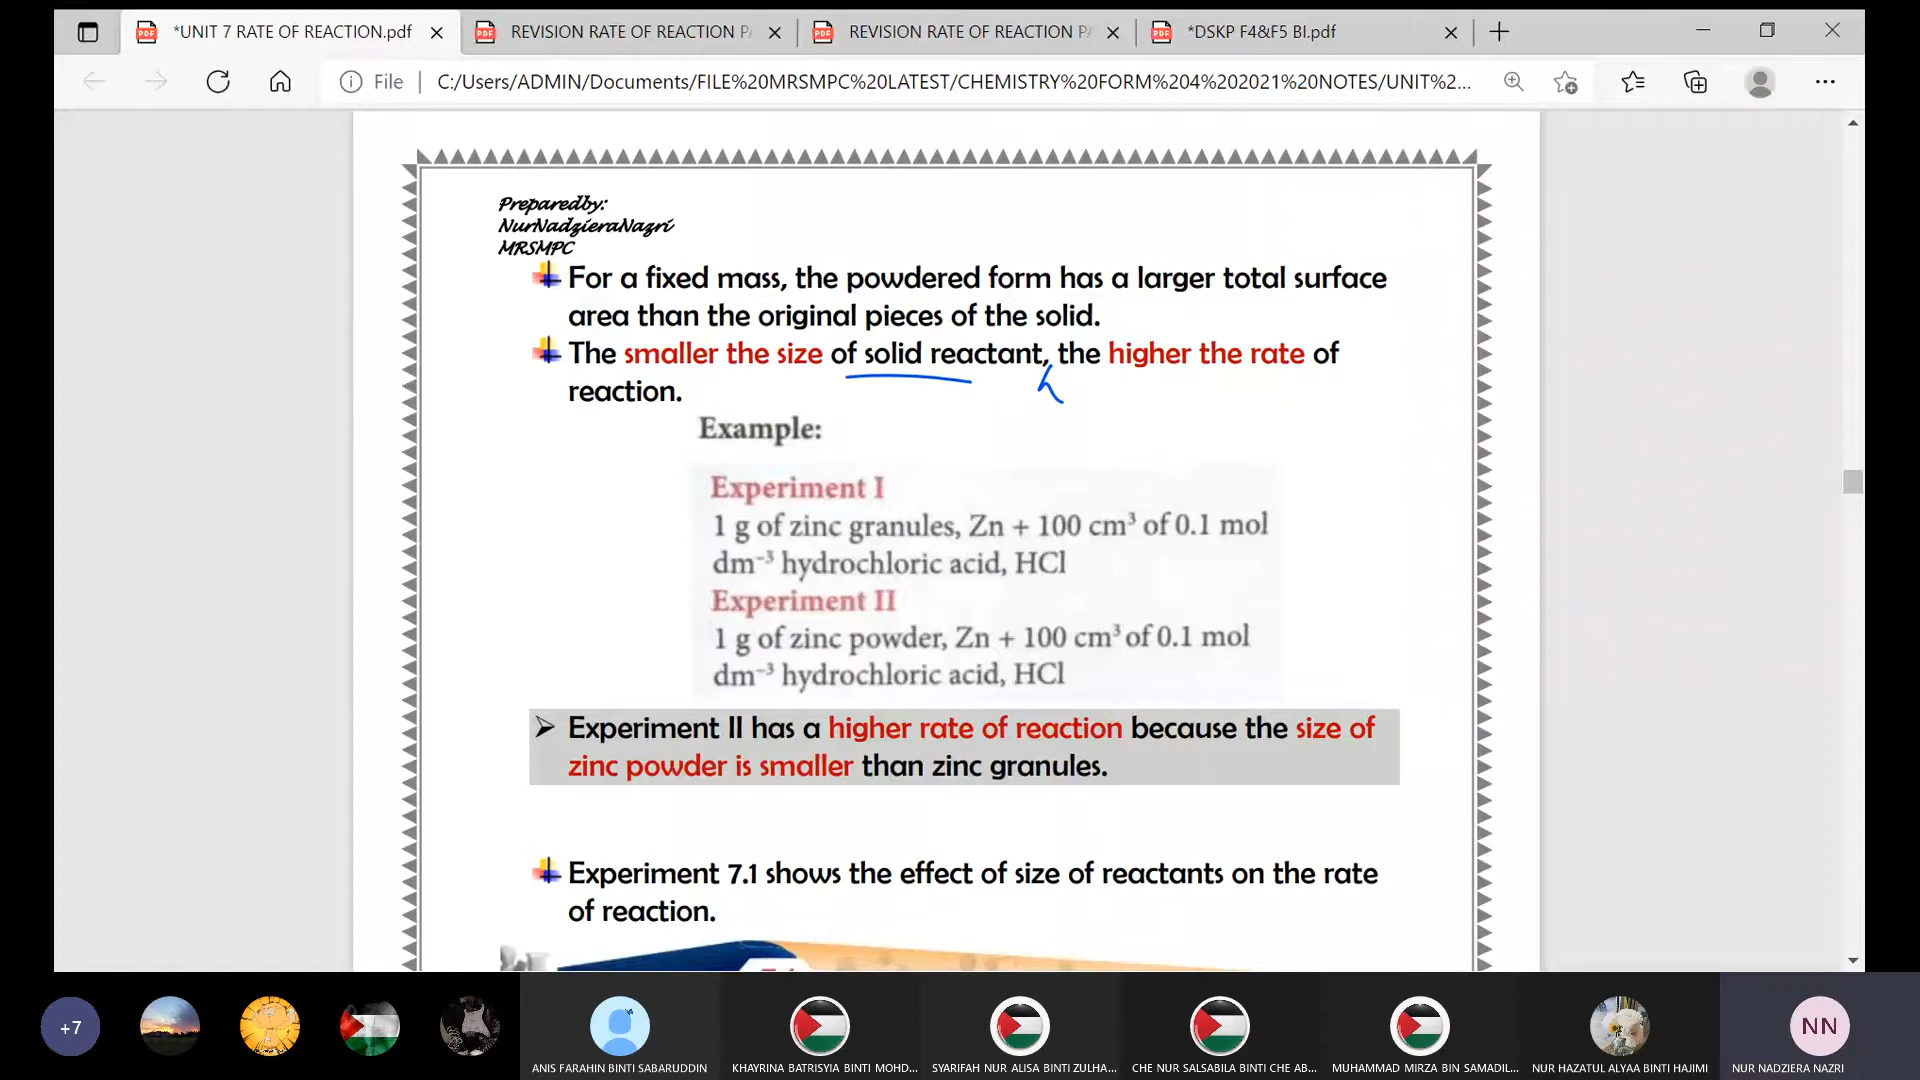 *UNIT 7 RATE OF REACTION.pdf
REVISION RATE OF REACTION PA
REVISION RATE OF REACTION PA
*DSKP F4&F5 BI.pdf
File
C:/Users/ADMIN/Documents/FILE%20MRSMPC%20LATEST/CHEMISTRY%20FORM%204%202021%20NOTES/UNIT%2...
Preparedby:
NurNadzieraNazri
MRSMPC
For a fixed mass, the powdered form has a larger total surface
area than the original pieces of the solid.
The smaller the size of solid reactant, the higher the rate of
reaction.
Example:
Experiment I
1 g of zinc granules, Zn + 100 cm³ of 0.1 mol
dm⁻³ hydrochloric acid, HCl
Experiment II
1 g of zinc powder, Zn + 100 cm³ of 0.1 mol
dm⁻³ hydrochloric acid, HCl
➢ Experiment II has a higher rate of reaction because the size of
zinc powder is smaller than zinc granules.
Experiment 7.1 shows the effect of size of reactants on the rate
of reaction.
+7
ANIS FARAHIN BINTI SABARUDDIN
KHAYRINA BATRISYIA BINTI MOHD...
SYARIFAH NUR ALISA BINTI ZULHA...
CHE NUR SALSABILA BINTI CHE AB...
MUHAMMAD MIRZA BIN SAMADIL...
NUR HAZATUL ALYAA BINTI HAJIMI
NN
NUR NADZIERA NAZRI